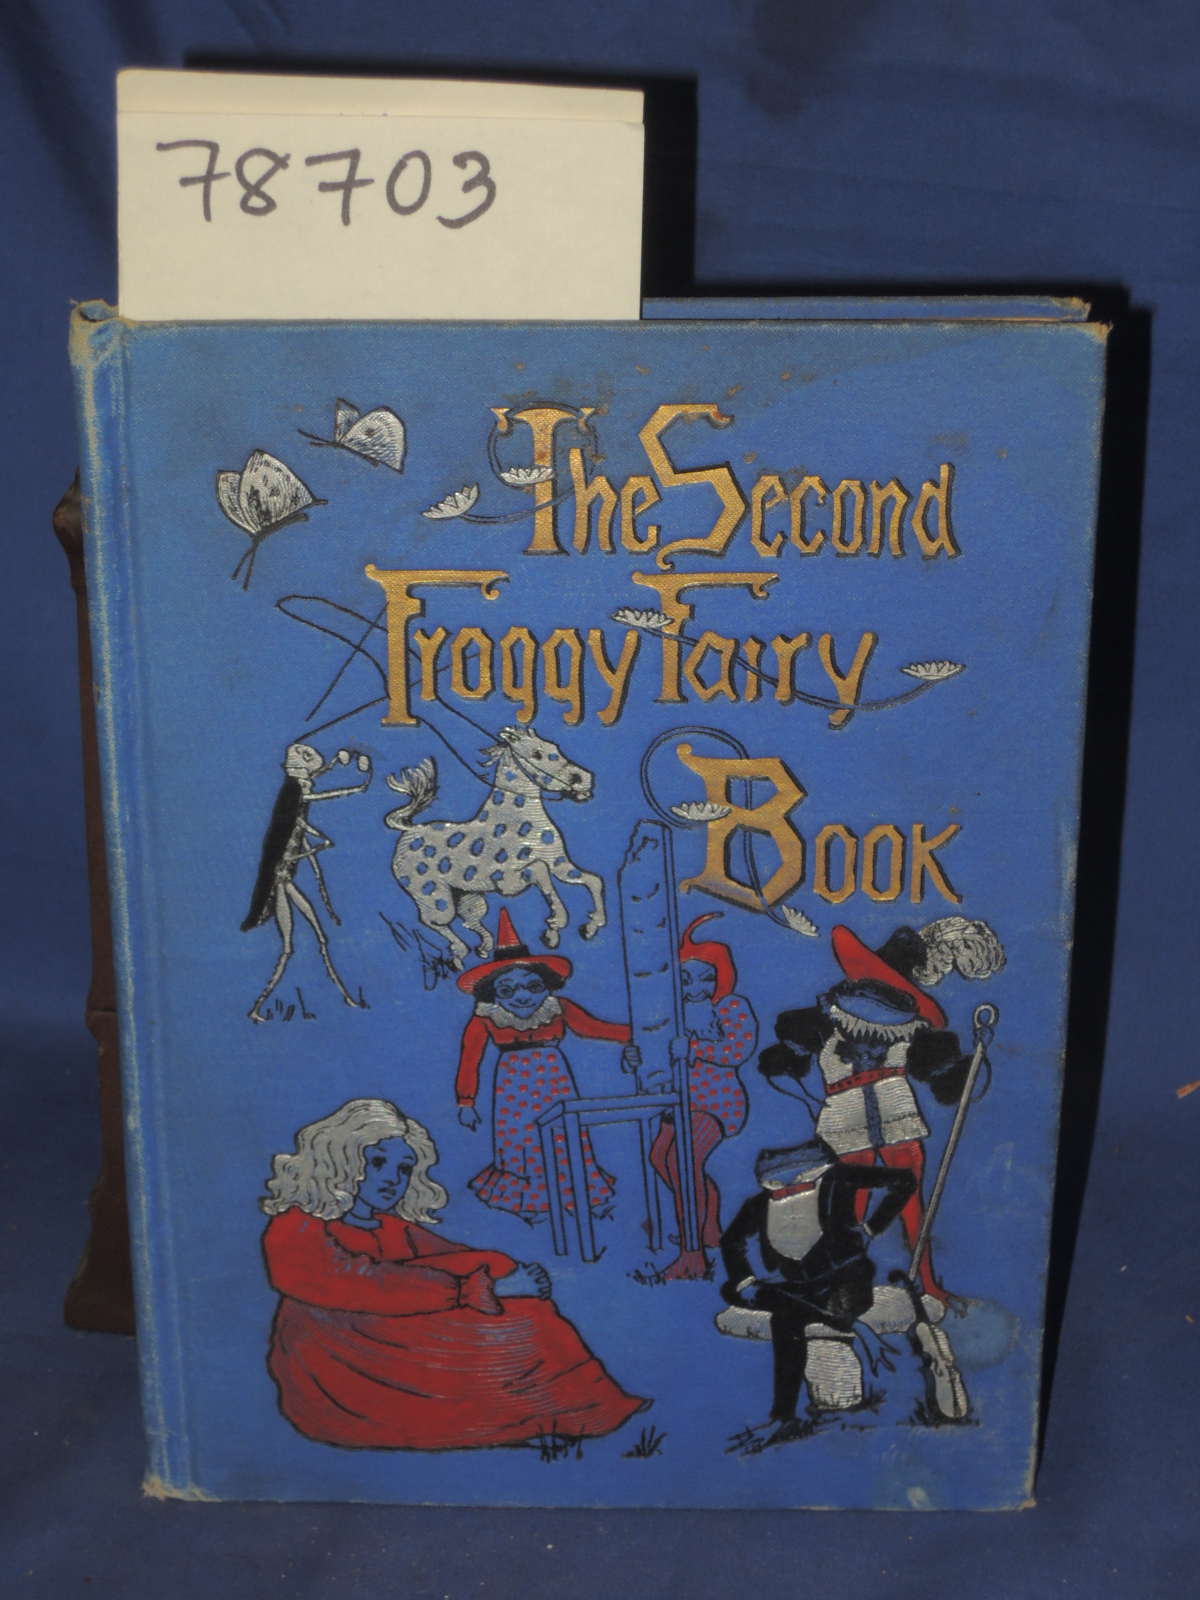 78703
The Second
Froggy Fairy
Book